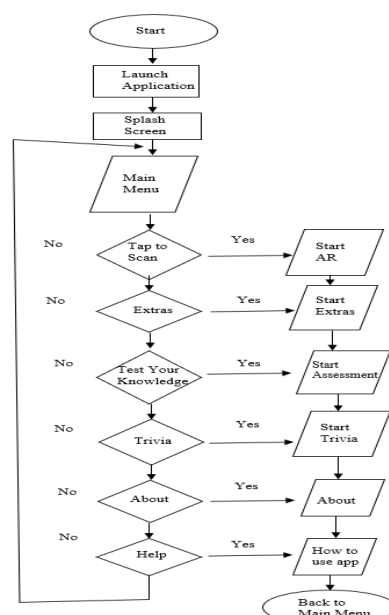 Start
Launch
Application
Splash
Screen
Main
Menu
No
Tap to
Scan
Yes
Start
AR
No
Extras
Yes
Start
Extras
No
Test Your
Knowledge
Yes
Start
Assessment
No
Trivia
Yes
Start
Trivia
No
About
Yes
About
No
Help
Yes
How to
use app
Back to
Main Menu